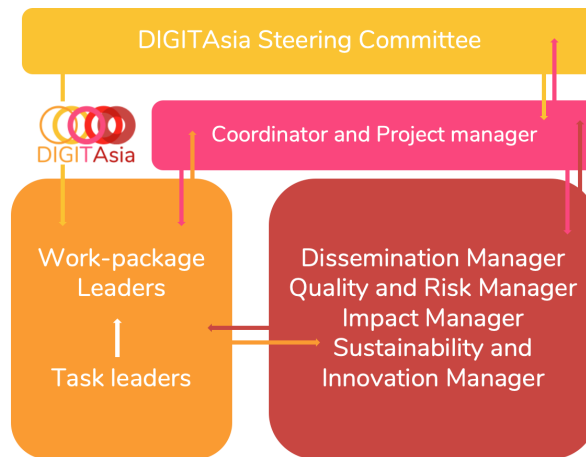 DIGITAsia Steering Committee
DIGITAsia
Coordinator and Project manager
Work-package
Leaders
Task leaders
Dissemination Manager
Quality and Risk Manager
Impact Manager
Sustainability and
Innovation Manager